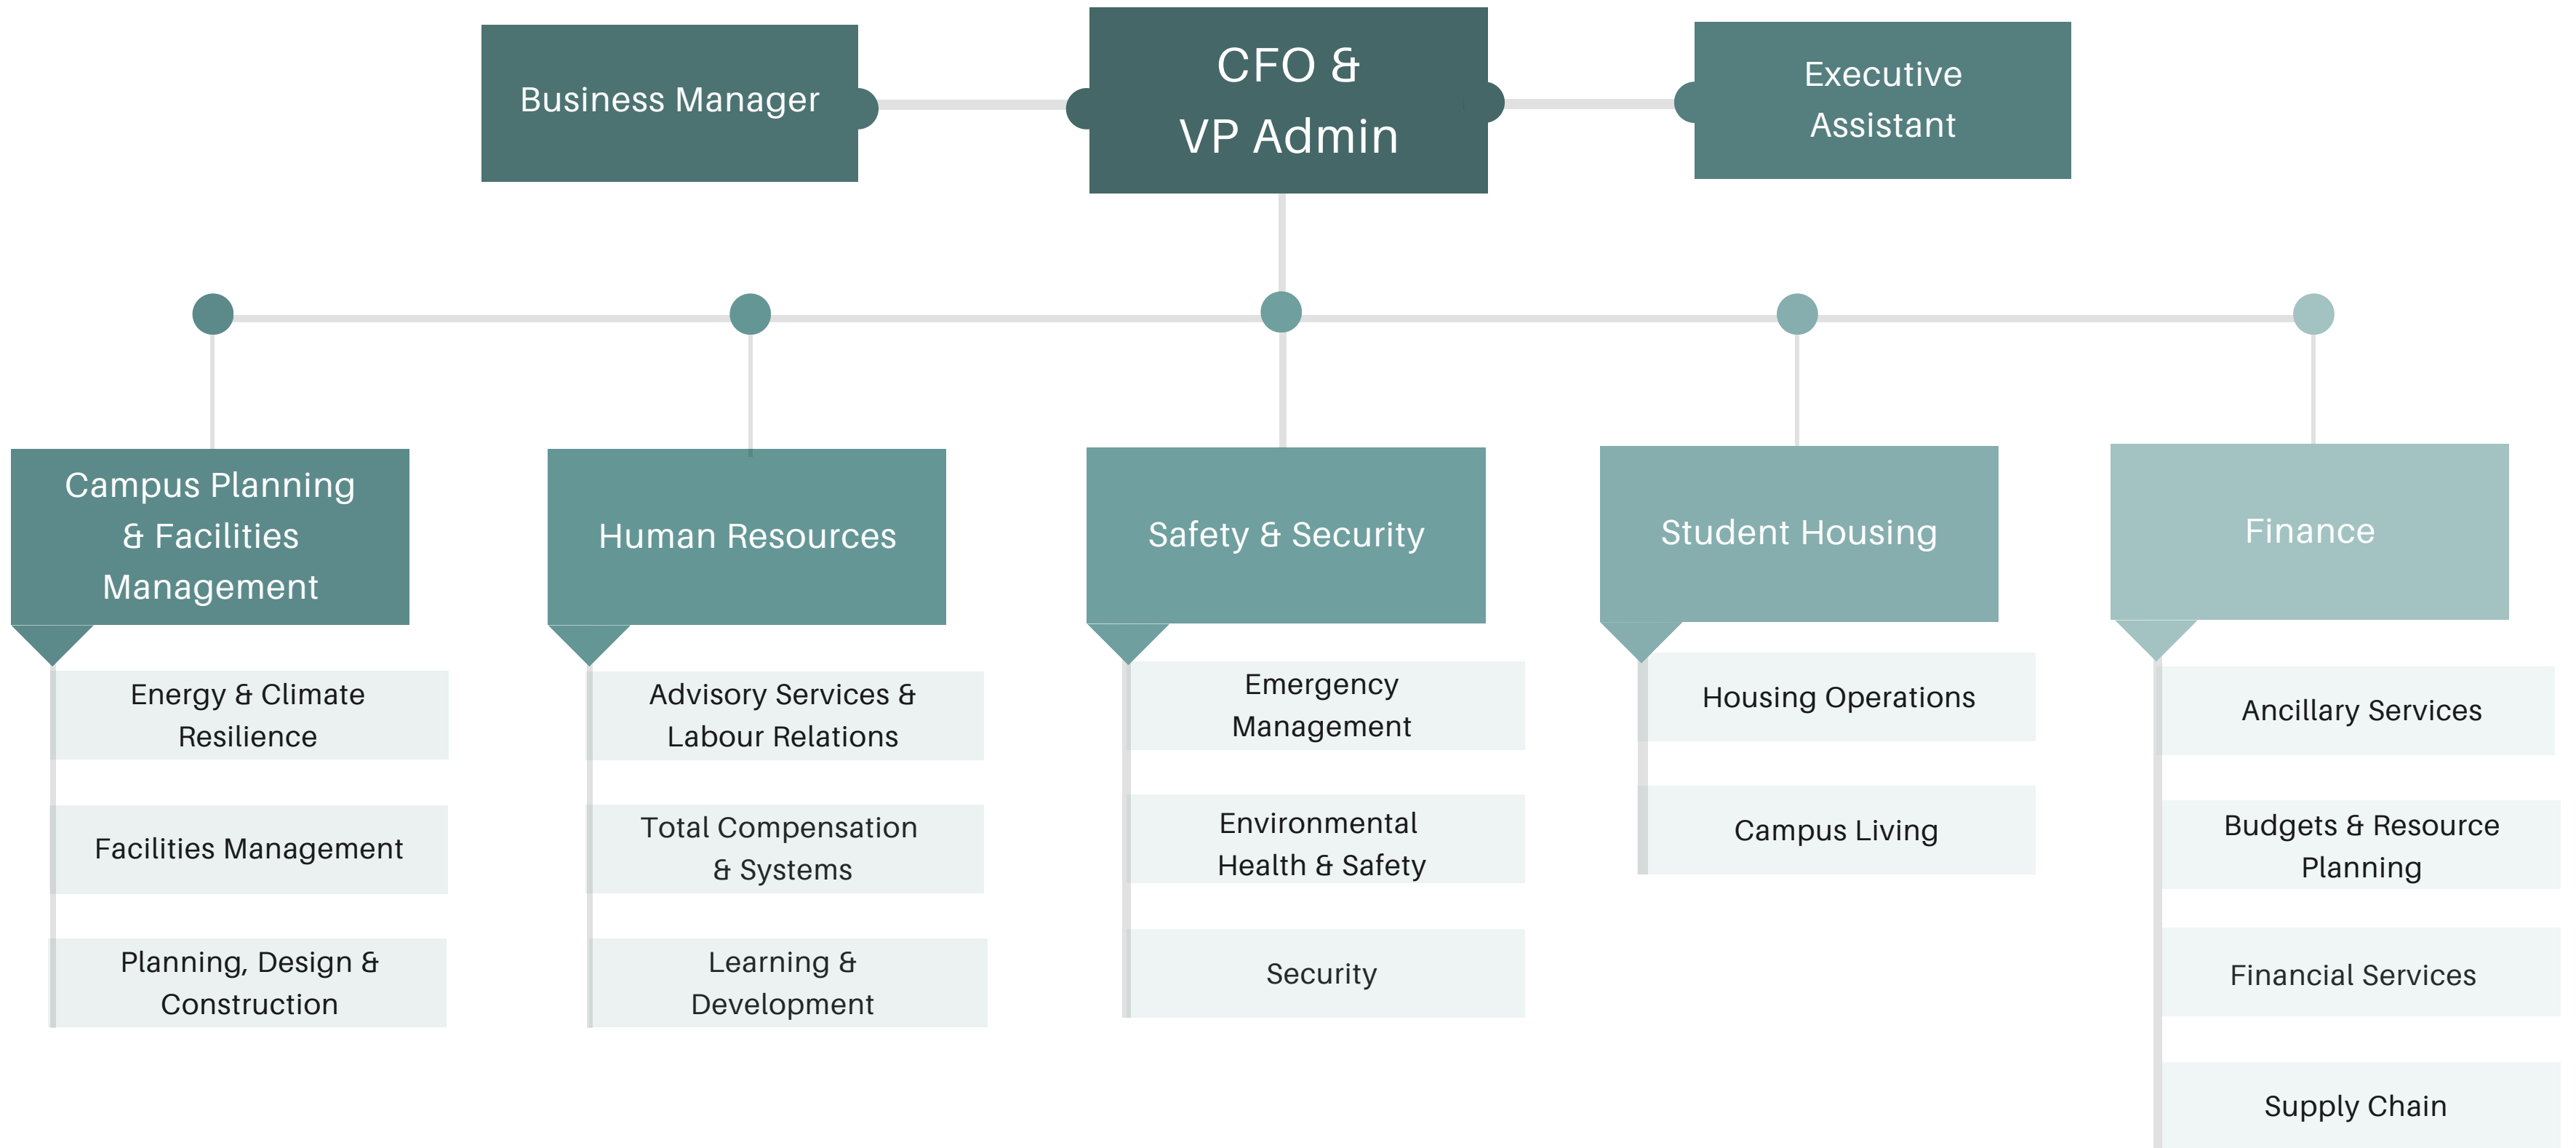 Business Manager
CFO &
VP Admin
Executive
Assistant
Campus Planning
& Facilities
Management
Human Resources
Safety & Security
Student Housing
Finance
Energy & Climate
Resilience
Facilities Management
Planning, Design &
Construction
Advisory Services &
Labour Relations
Total Compensation
& Systems
Learning &
Development
Emergency
Management
Environmental
Health & Safety
Security
Housing Operations
Campus Living
Ancillary Services
Budgets & Resource
Planning
Financial Services
Supply Chain